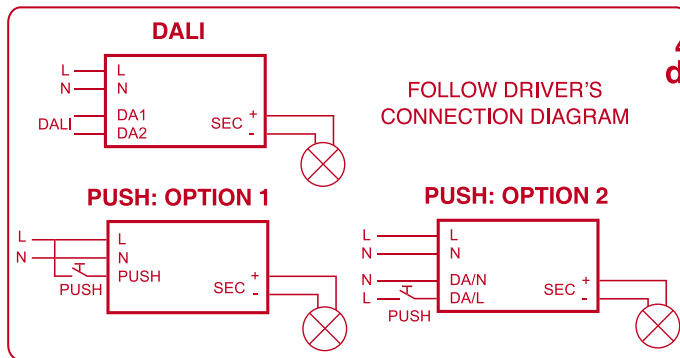 DALI
L
N
L
N
DALI
DA1
DA2
SEC
+
-
FOLLOW DRIVER'S
CONNECTION DIAGRAM
4
d
PUSH: OPTION 1
L
N
PUSH
L
N
PUSH
SEC
+
-
PUSH: OPTION 2
L
N
N
L
PUSH
L
N
DA/N
DA/L
SEC
+
-